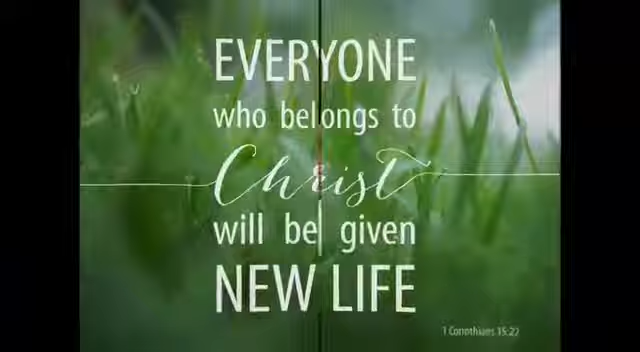 EVERYONE
who belongs to
Christ
will be given
NEW LIFE
1 Corinthians 15:22